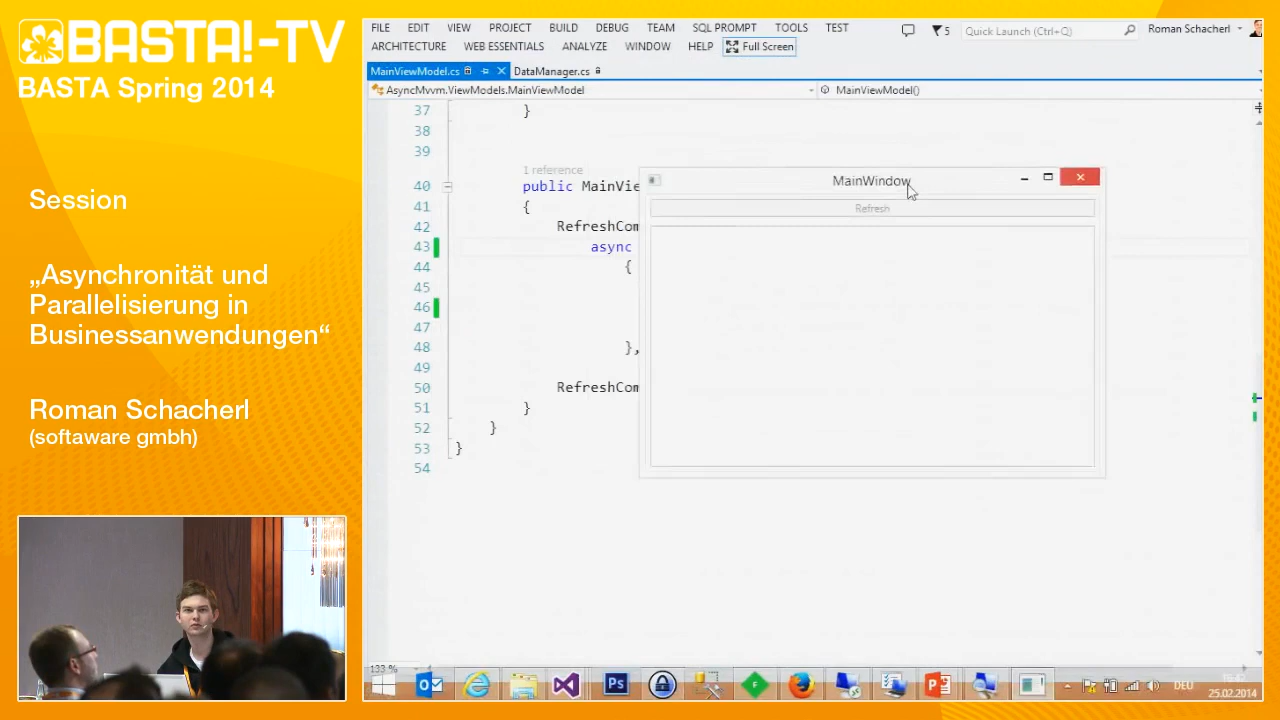 BASTA!-TV
BASTA Spring 2014
Session
„Asynchronität und
Parallelisierung in
Businessanwendungen“
Roman Schacherl
(softaware gmbh)
FILE EDIT VIEW PROJECT BUILD DEBUG TEAM SQL PROMPT TOOLS TEST
5 Quick Launch (Ctrl+Q) Roman Schacherl
ARCHITECTURE WEB ESSENTIALS ANALYZE WINDOW HELP Full Screen
MainViewModel.cs DataManager.cs
AsyncMvvm.ViewModels.MainViewModel MainViewModel()
37 }
38
39
1 reference
40 public MainVie
41 {
42 RefreshCom
43 async
44 {
45
46
47
48 },
49
50 RefreshCom
51 }
52 }
53 }
54
MainWindow
Refresh
133 %
Ps
DEU
25.02.2014